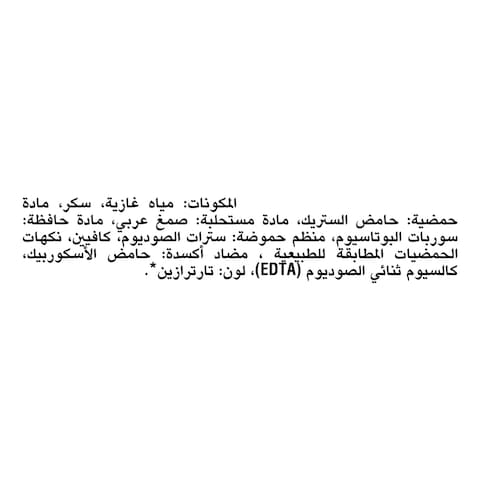 المكونات: مياه غازية، سكر، مادة
حمضية: حامض الستريك، مادة مستحلبة: صمغ عربي، مادة حافظة:
سوربات البوتاسيوم، منظم حموضة: سترات الصوديوم، كافيين، نكهات
الحمضيات المطابقة للطبيعية ، مضاد أكسدة: حامض الأسكوربيك،
كالسيوم ثنائي الصوديوم (EDTA)، لون: تارترازين*.